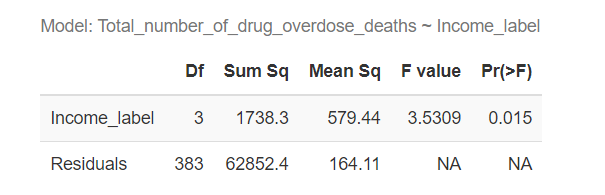 Model: Total_number_of_drug_overdose_deaths ~ Income_label
Df Sum Sq Mean Sq F value Pr(>F)
Income_label 3 1738.3 579.44 3.5309 0.015
Residuals 383 62852.4 164.11 NA NA